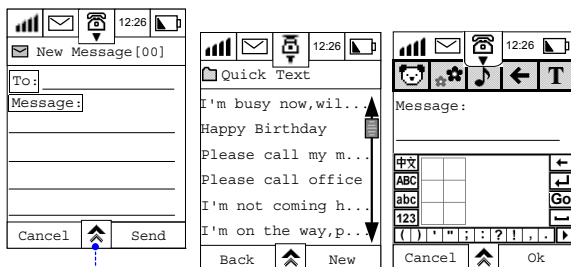 12:26
New Message[00]
To:
Message:
Cancel Send
12:26
Quick Text
I'm busy now,wil...
Happy Birthday
Please call my m...
Please call office
I'm not coming h...
I'm on the way,p...
Back New
12:26
T
Message:
中文
ABC
abc Go
123
( ) ' " ; : ? ! , .
Cancel Ok